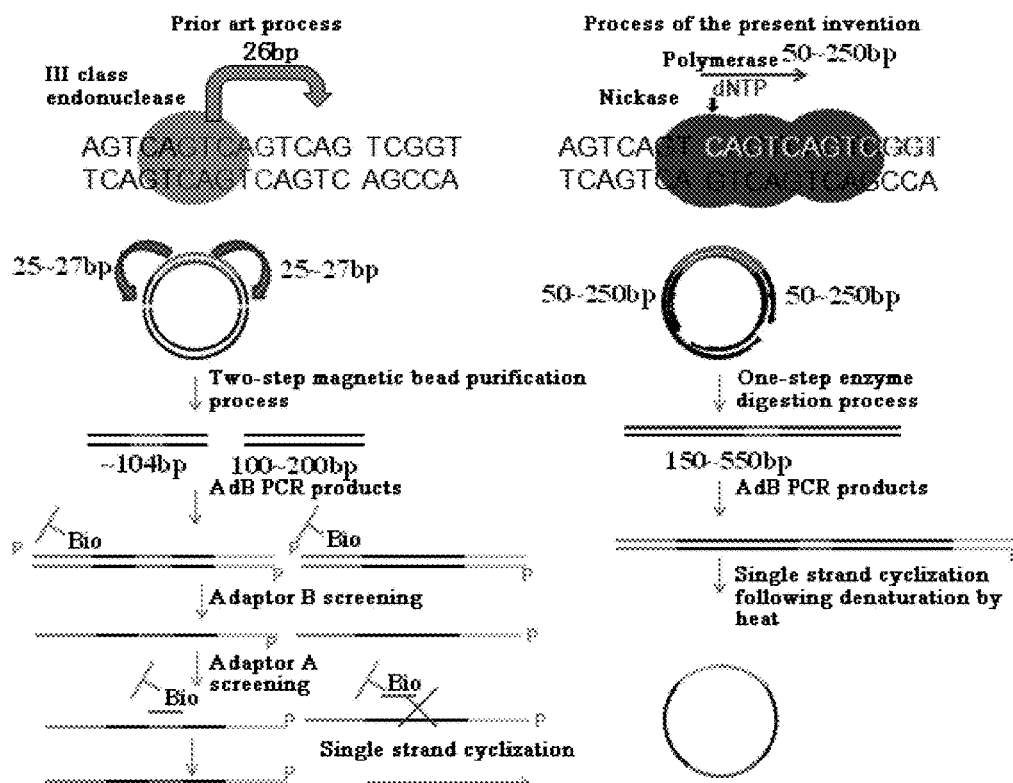 Prior art process
26bp
III class
endonuclease
AGTCAGTCAGTCAG TCGGT
TCAGTCAGTCAGTC AGCCA
25~27bp
25~27bp
Two-step magnetic bead purification
process
~104bp
100~200bp
AdB PCR products
P
Bio
P
P
Bio
P
Adaptor B screening
P
P
Adaptor A
screening
Bio
P
Bio
P
Single strand cyclization
P
P
Process of the present invention
Polymerase 50~250bp
dNTP
Nickase
AGTCAGT CAGTCAGTCGGT
TCAGTCA GTCAGTCAGCCA
50~250bp
50~250bp
One-step enzyme
digestion process
150~550bp
AdB PCR products
P
Single strand cyclization
following denaturation by
heat